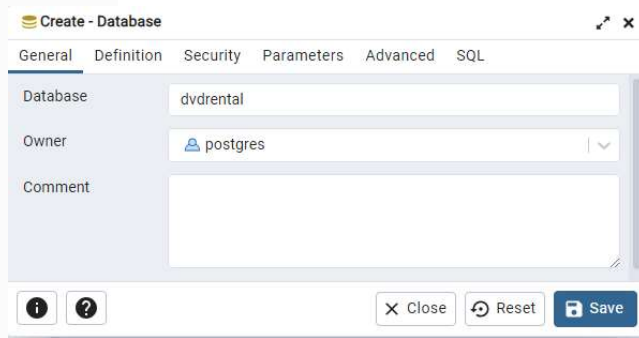 Create - Database
General Definition Security Parameters Advanced SQL
Database dvdrental
Owner postgres
Comment
Close Reset Save